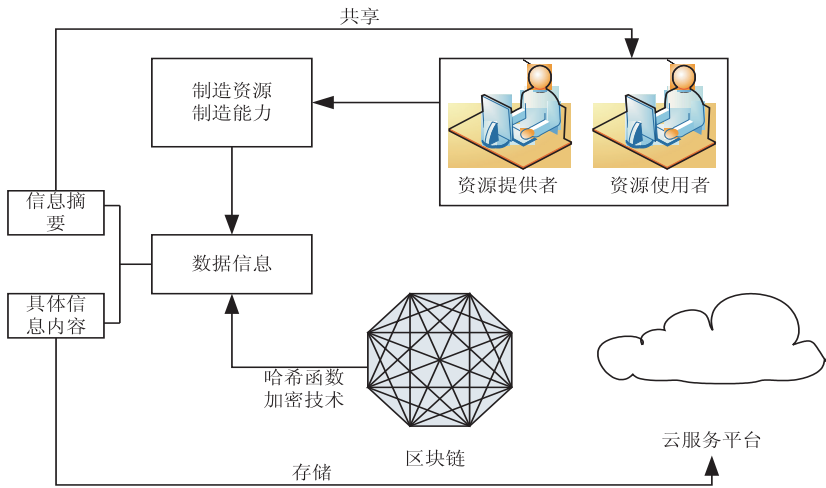 共享
制造资源
制造能力
资源提供者
资源使用者
信息摘
要
数据信息
具体信
息内容
哈希函数
加密技术
区块链
云服务平台
存储